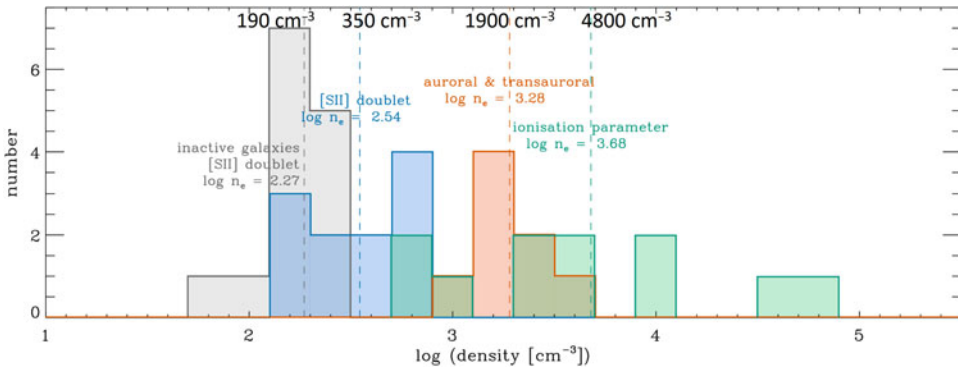 190 cm⁻³ 350 cm⁻³ 1900 cm⁻³ 4800 cm⁻³
auroral & transauroral
log nₑ = 3.28
[SII] doublet
log nₑ = 2.54
ionisation parameter
log nₑ = 3.68
inactive galaxies
[SII] doublet
log nₑ = 2.27
number
6
4
2
0
1 2 3 4 5
log (density [cm⁻³])